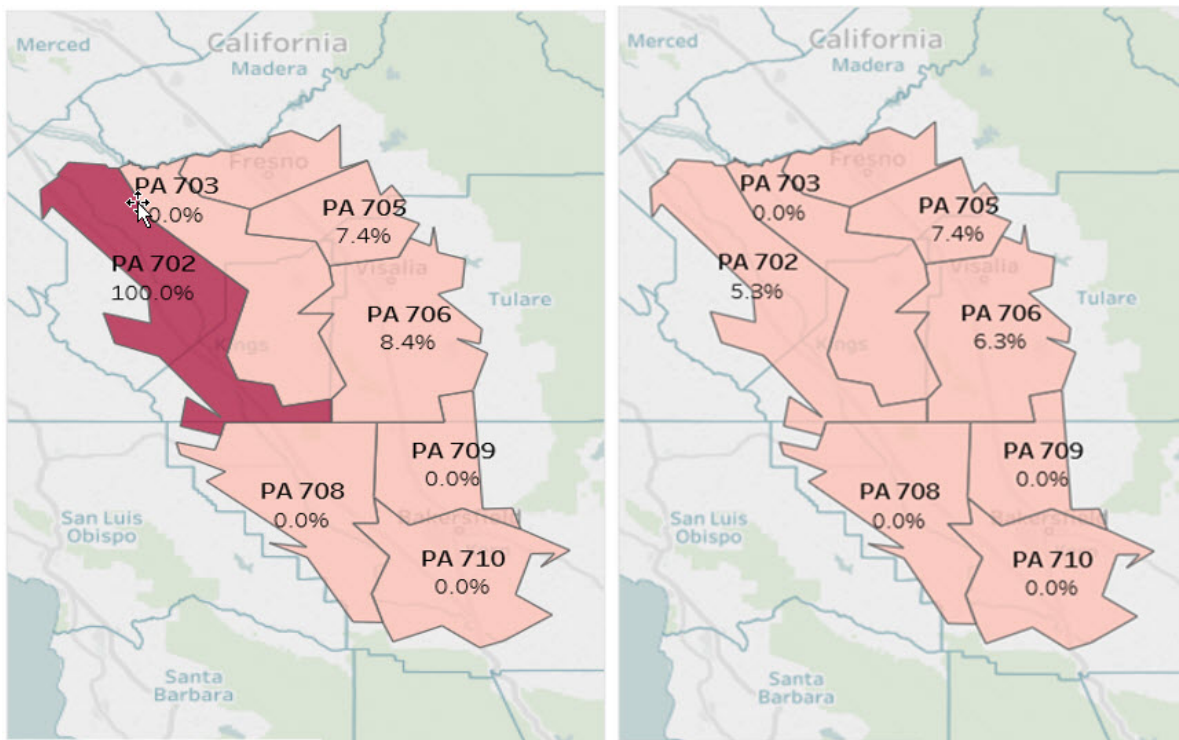 California
Merced
Madera
Fresno
PA 703
0.0%
PA 705
7.4%
PA 702
100.0%
Visalia
Tulare
PA 706
8.4%
Kings
PA 709
0.0%
PA 708
0.0%
San Luis
Obispo
PA 710
0.0%
Santa
Barbara
California
Merced
Madera
Fresno
PA 703
0.0%
PA 705
7.4%
PA 702
5.3%
Visalia
Tulare
PA 706
6.3%
Kings
PA 709
0.0%
PA 708
0.0%
San Luis
Obispo
PA 710
0.0%
Santa
Barbara